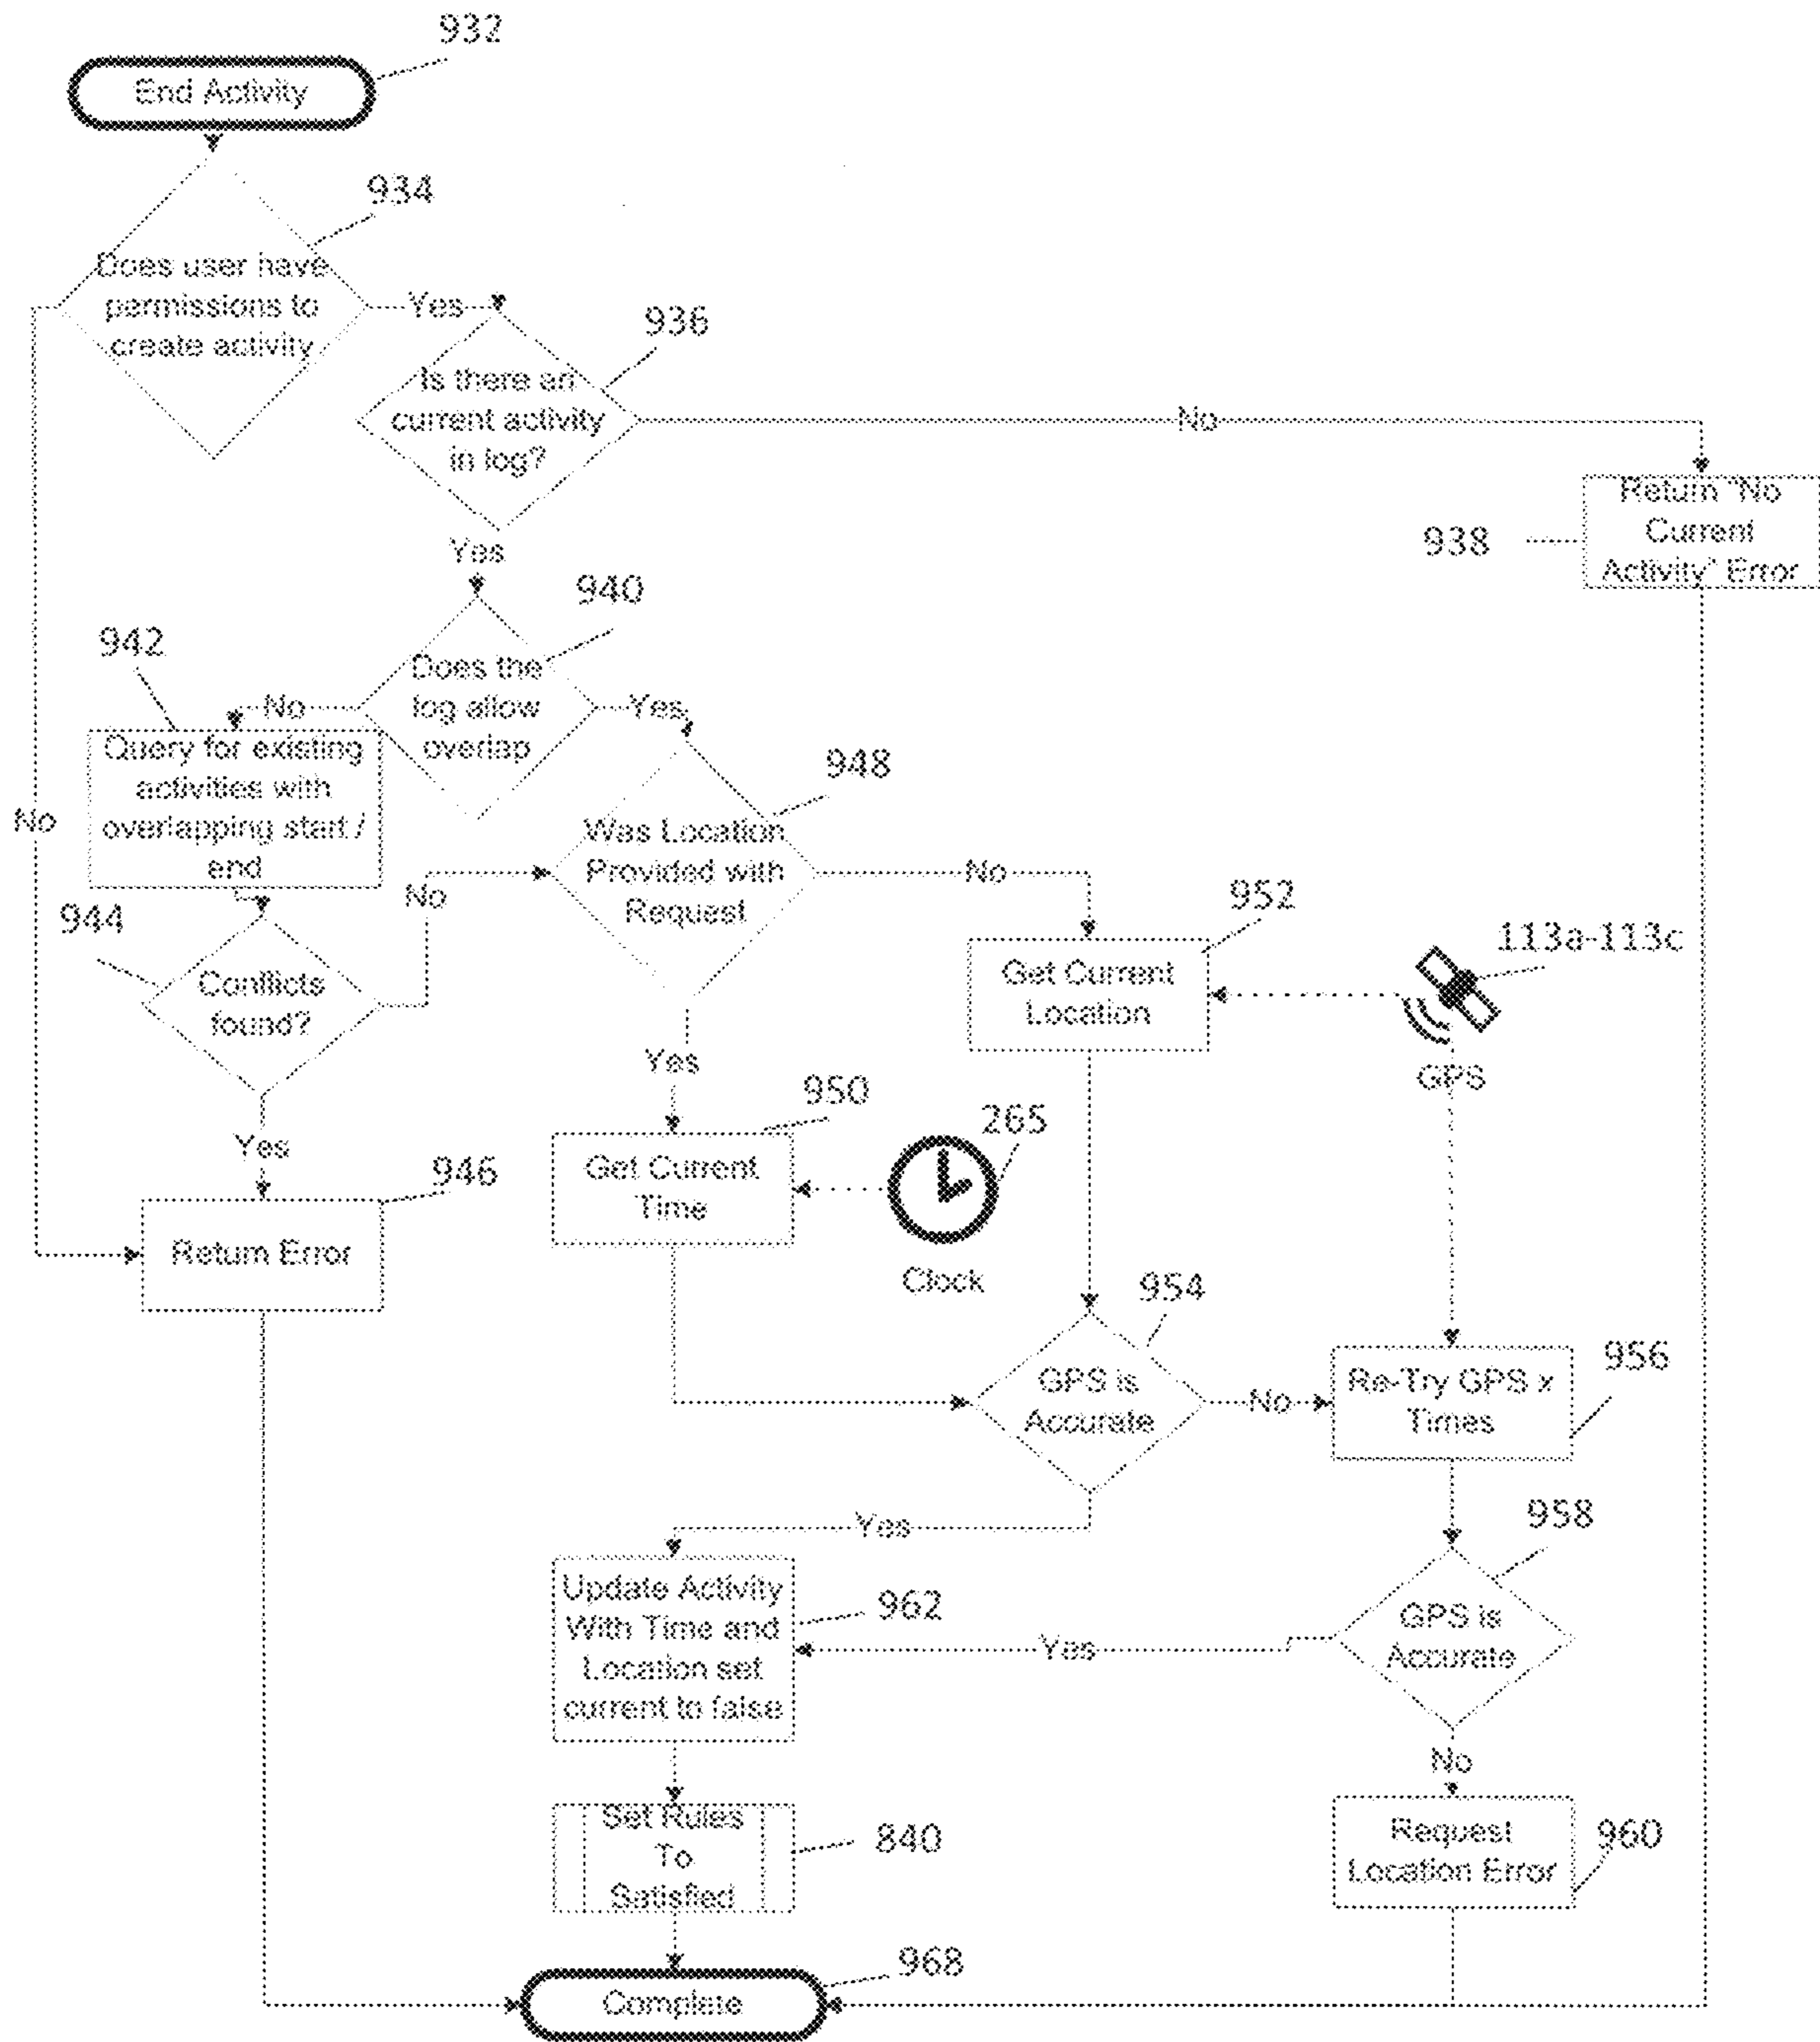 932
End Activity
934
Does user have
permissions to
create activity
Yes
936
Is there an
current activity
in log?
No
Return "No
Current
Activity" Error
938
Yes
940
942
Does the
log allow
overlap
No
Yes
Query for existing
activities with
overlapping start /
end
948
No
Was Location
Provided with
Request
No
No
952
944
113a-113c
Conflicts
found?
Get Current
Location
GPS
Yes
950
265
Yes
946
Get Current
Time
Return Error
Clock
954
956
GPS is
Accurate
No
Re-Try GPS x
Times
958
Yes
Update Activity
With Time and
Location set
current to false
962
GPS is
Accurate
Yes
No
Set Rules
To
Satisfied
840
Request
Location Error
960
968
Complete